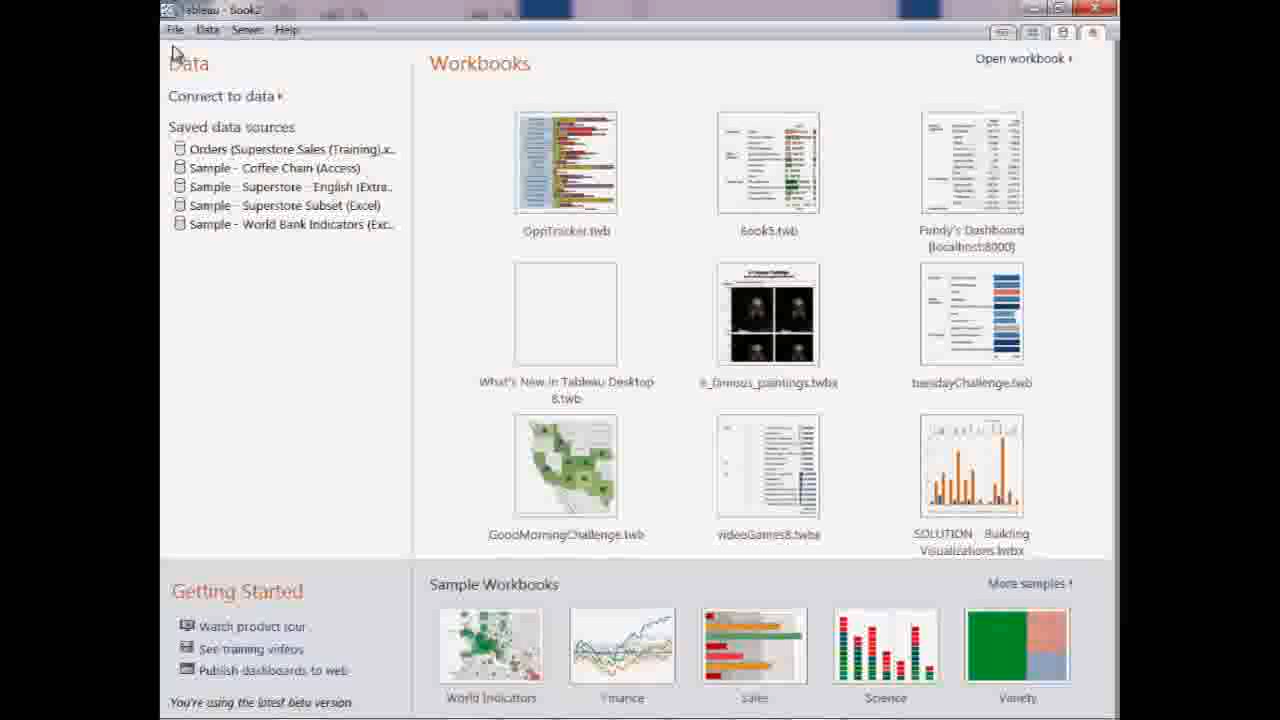 Tableau - Book2
File Data Server Help
Data
Connect to data
Saved data sources
Orders (Superstore Sales (Training).x...
Sample - Coffee Chain (Access)
Sample - Superstore - English (Extra...
Sample - Superstore Subset (Excel)
Sample - World Bank Indicators (Exc...
Workbooks
Open workbook
OppTracker.twb
Book5.twb
Fundy's Dashboard
[localhost:8000]
What's New in Tableau Desktop
8.twb
tuesdayChallenge.twb
GoodMorningChallenge.twb
videoGames8.twbx
SOLUTION - Building
Visualizations.twbx
Getting Started
Watch product tour
See training videos
Publish dashboards to web
You're using the latest beta version
Sample Workbooks
More samples
World Indicators
Finance
Sales
Science
Variety